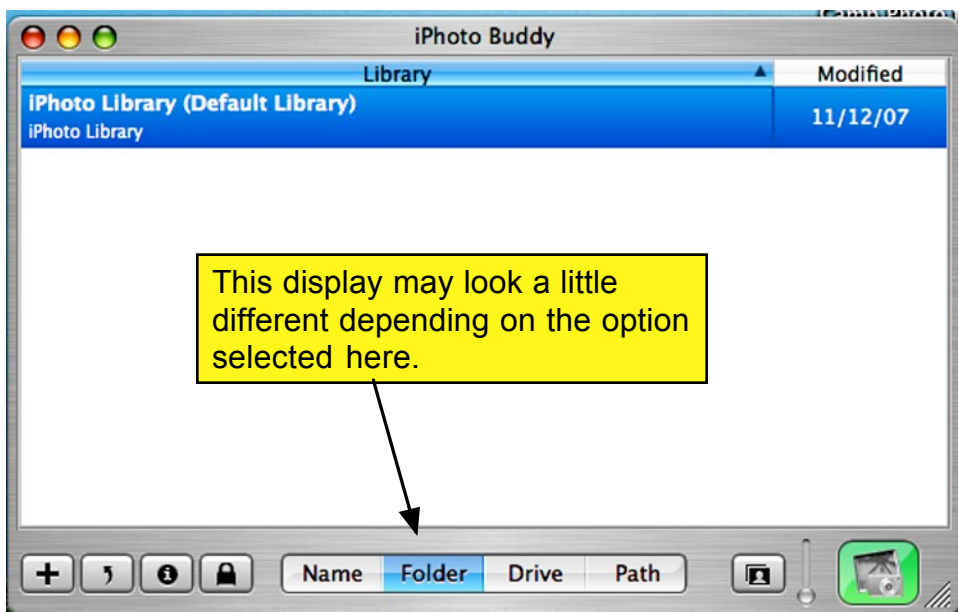 iPhoto Buddy
Library Modified
iPhoto Library (Default Library)
iPhoto Library
11/12/07
This display may look a little
different depending on the option
selected here.
Name Folder Drive Path